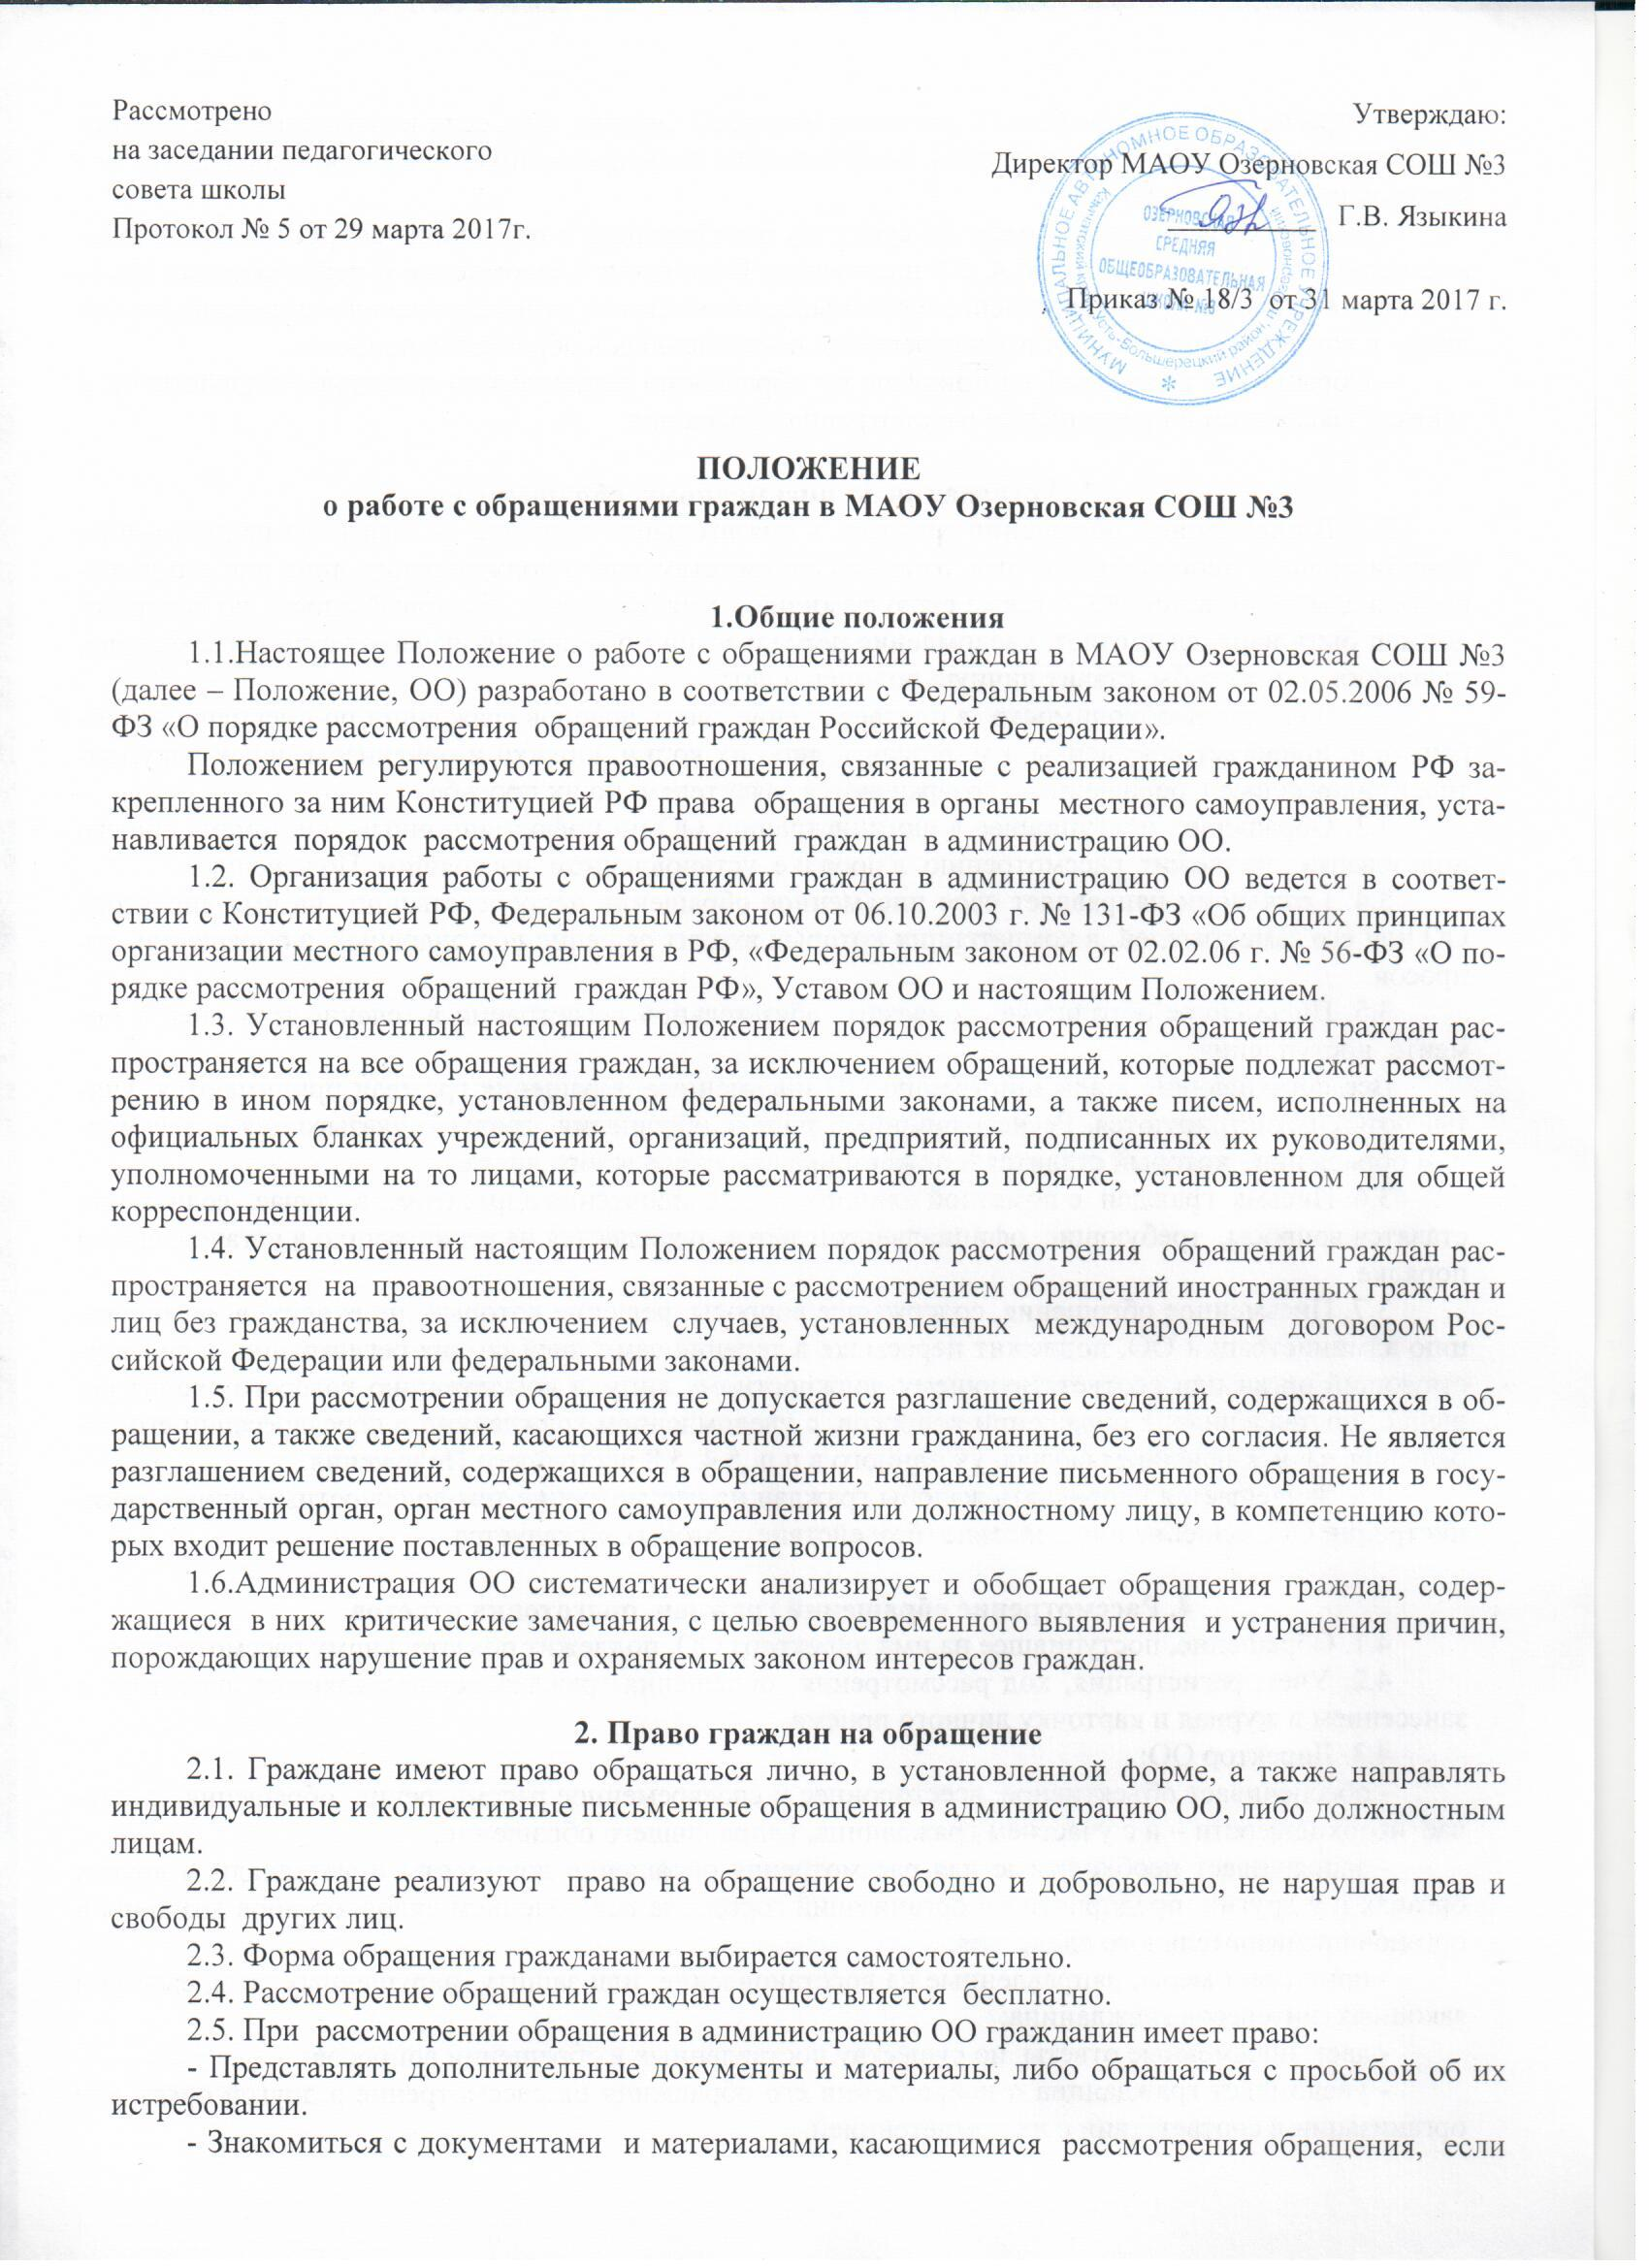 Рассмотрено
на заседании педагогического
совета школы
Протокол № 5 от 29 марта 2017г.
Утверждаю:
Директор МАОУ Озерновская СОШ №3
Г.В. Языкина
Приказ № 18/3 от 31 марта 2017 г.
МУНИЦИПАЛЬНОЕ АВТОНОМНОЕ ОБРАЗОВАТЕЛЬНОЕ УЧРЕЖДЕНИЕ
ОЗЕРНОВСКАЯ
СРЕДНЯЯ
ОБЩЕОБРАЗОВАТЕЛЬНАЯ
ШКОЛА №3
ПОЛОЖЕНИЕ
о работе с обращениями граждан в МАОУ Озерновская СОШ №3
1.Общие положения
1.1.Настоящее Положение о работе с обращениями граждан в МАОУ Озерновская СОШ №3
(далее – Положение, ОО) разработано в соответствии с Федеральным законом от 02.05.2006 № 59-
ФЗ «О порядке рассмотрения обращений граждан Российской Федерации».
Положением регулируются правоотношения, связанные с реализацией гражданином РФ за-
крепленного за ним Конституцией РФ права обращения в органы местного самоуправления, уста-
навливается порядок рассмотрения обращений граждан в администрацию ОО.
1.2. Организация работы с обращениями граждан в администрацию ОО ведется в соответ-
ствии с Конституцией РФ, Федеральным законом от 06.10.2003 г. № 131-ФЗ «Об общих принципах
организации местного самоуправления в РФ, «Федеральным законом от 02.02.06 г. № 56-ФЗ «О по-
рядке рассмотрения обращений граждан РФ», Уставом ОО и настоящим Положением.
1.3. Установленный настоящим Положением порядок рассмотрения обращений граждан рас-
пространяется на все обращения граждан, за исключением обращений, которые подлежат рассмот-
рению в ином порядке, установленном федеральными законами, а также писем, исполненных на
официальных бланках учреждений, организаций, предприятий, подписанных их руководителями,
уполномоченными на то лицами, которые рассматриваются в порядке, установленном для общей
корреспонденции.
1.4. Установленный настоящим Положением порядок рассмотрения обращений граждан рас-
пространяется на правоотношения, связанные с рассмотрением обращений иностранных граждан и
лиц без гражданства, за исключением случаев, установленных международным договором Рос-
сийской Федерации или федеральными законами.
1.5. При рассмотрении обращения не допускается разглашение сведений, содержащихся в об-
ращении, а также сведений, касающихся частной жизни гражданина, без его согласия. Не является
разглашением сведений, содержащихся в обращении, направление письменного обращения в госу-
дарственный орган, орган местного самоуправления или должностному лицу, в компетенцию кото-
рых входит решение поставленных в обращение вопросов.
1.6.Администрация ОО систематически анализирует и обобщает обращения граждан, содер-
жащиеся в них критические замечания, с целью своевременного выявления и устранения причин,
порождающих нарушение прав и охраняемых законом интересов граждан.
2. Право граждан на обращение
2.1. Граждане имеют право обращаться лично, в установленной форме, а также направлять
индивидуальные и коллективные письменные обращения в администрацию ОО, либо должностным
лицам.
2.2. Граждане реализуют право на обращение свободно и добровольно, не нарушая прав и
свободы других лиц.
2.3. Форма обращения гражданами выбирается самостоятельно.
2.4. Рассмотрение обращений граждан осуществляется бесплатно.
2.5. При рассмотрении обращения в администрацию ОО гражданин имеет право:
- Представлять дополнительные документы и материалы, либо обращаться с просьбой об их
истребовании.
- Знакомиться с документами и материалами, касающимися рассмотрения обращения, если